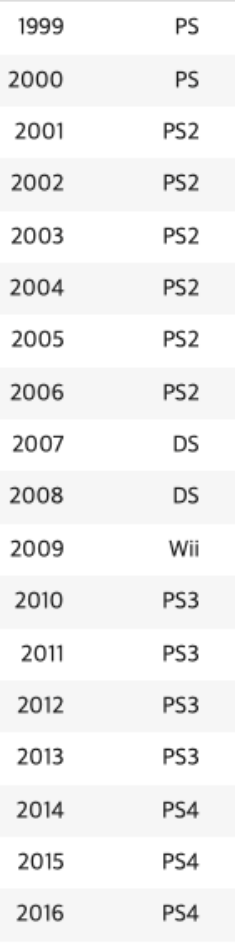 1999 PS
2000 PS
2001 PS2
2002 PS2
2003 PS2
2004 PS2
2005 PS2
2006 PS2
2007 DS
2008 DS
2009 Wii
2010 PS3
2011 PS3
2012 PS3
2013 PS3
2014 PS4
2015 PS4
2016 PS4